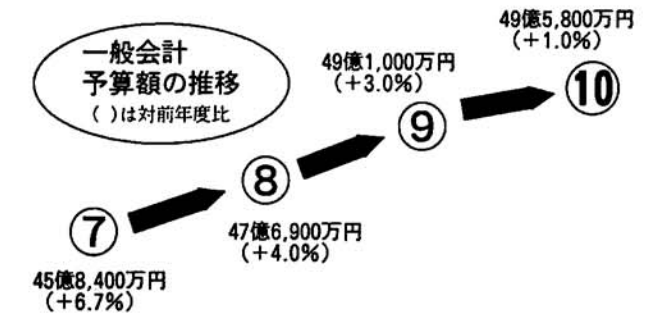 一般会計
予算額の推移
( )は対前年度比
⑦
45億8,400万円
(+6.7%)
⑧
47億6,900万円
(+4.0%)
49億1,000万円
(+3.0%)
⑨
49億5,800万円
(+1.0%)
⑩